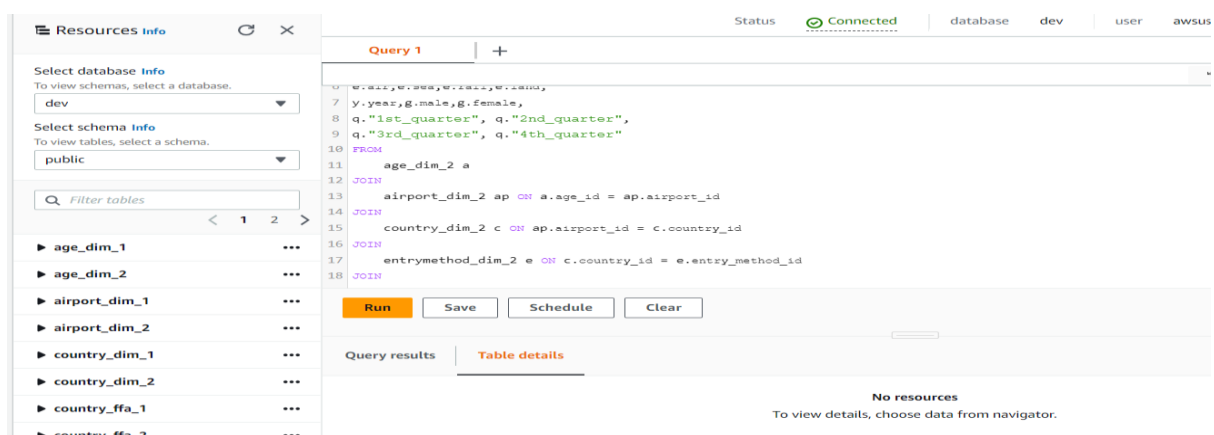 Resources Info
Select database Info
To view schemas, select a database.
dev
Select schema Info
To view tables, select a schema.
public
Filter tables
< 1 2 >
age_dim_1
age_dim_2
airport_dim_1
airport_dim_2
country_dim_1
country_dim_2
country_ffa_1
Status Connected database dev user awsus
Query 1 +
e.air,e.sea,e.rail,e.land,
7 y.year,g.male,g.female,
8 q."1st_quarter", q."2nd_quarter",
9 q."3rd_quarter", q."4th_quarter"
10 FROM
11 age_dim_2 a
12 JOIN
13 airport_dim_2 ap ON a.age_id = ap.airport_id
14 JOIN
15 country_dim_2 c ON ap.airport_id = c.country_id
16 JOIN
17 entrymethod_dim_2 e ON c.country_id = e.entry_method_id
18 JOIN
Run Save Schedule Clear
Query results Table details
No resources
To view details, choose data from navigator.